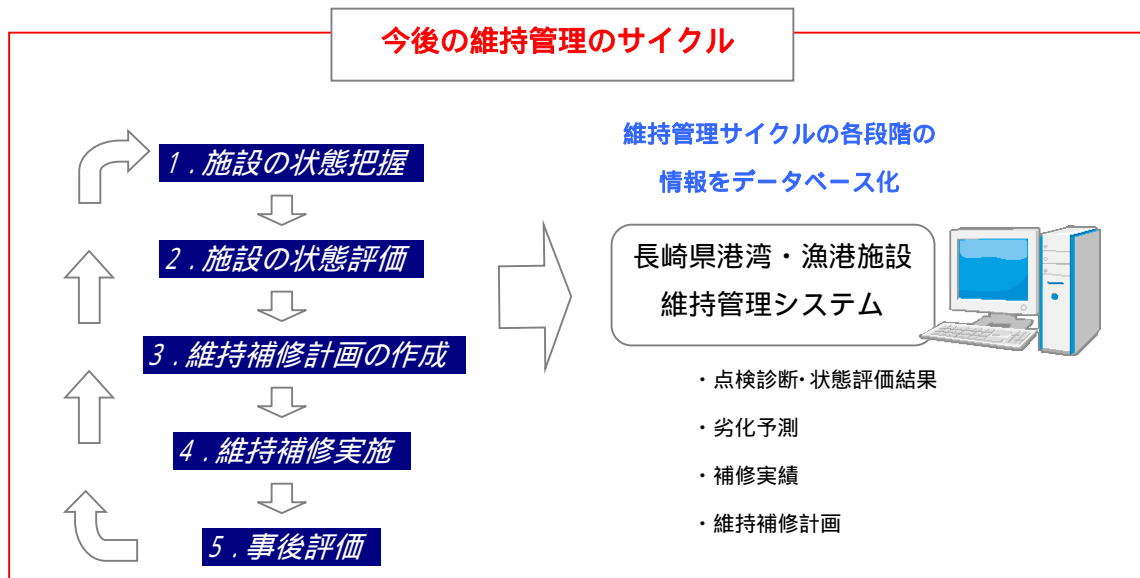 今後の維持管理のサイクル
1．施設の状態把握
2．施設の状態評価
3．維持補修計画の作成
4．維持補修実施
5．事後評価
維持管理サイクルの各段階の
情報をデータベース化
長崎県港湾・漁港施設
維持管理システム
・点検診断・状態評価結果
・劣化予測
・補修実績
・維持補修計画